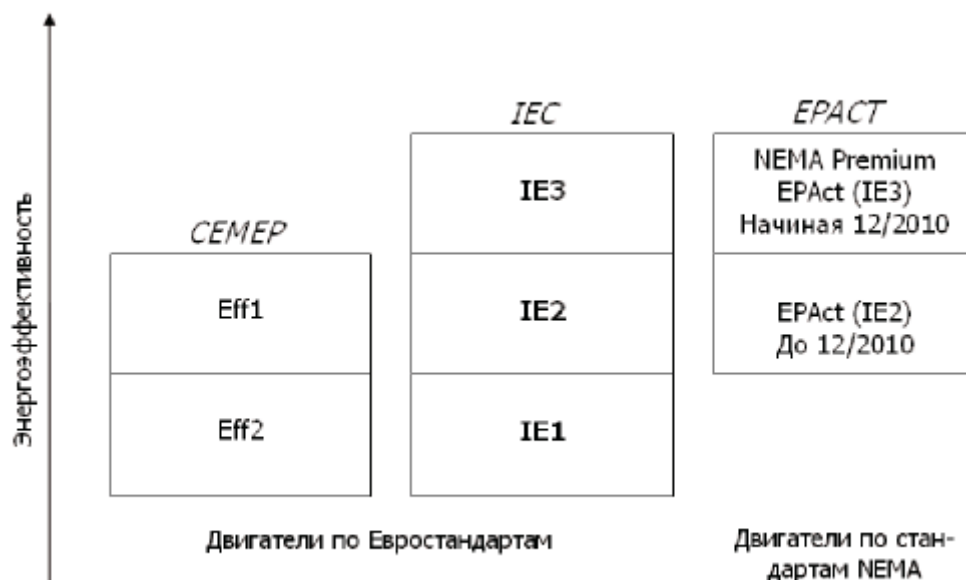 Энергоэффективность
CEMEP
Eff1
Eff2
IEC
IE3
IE2
IE1
EPACT
NEMA Premium
EPAct (IE3)
Начиная 12/2010
EPAct (IE2)
До 12/2010
Двигатели по Евростандартам
Двигатели по стан-
дартам NEMA